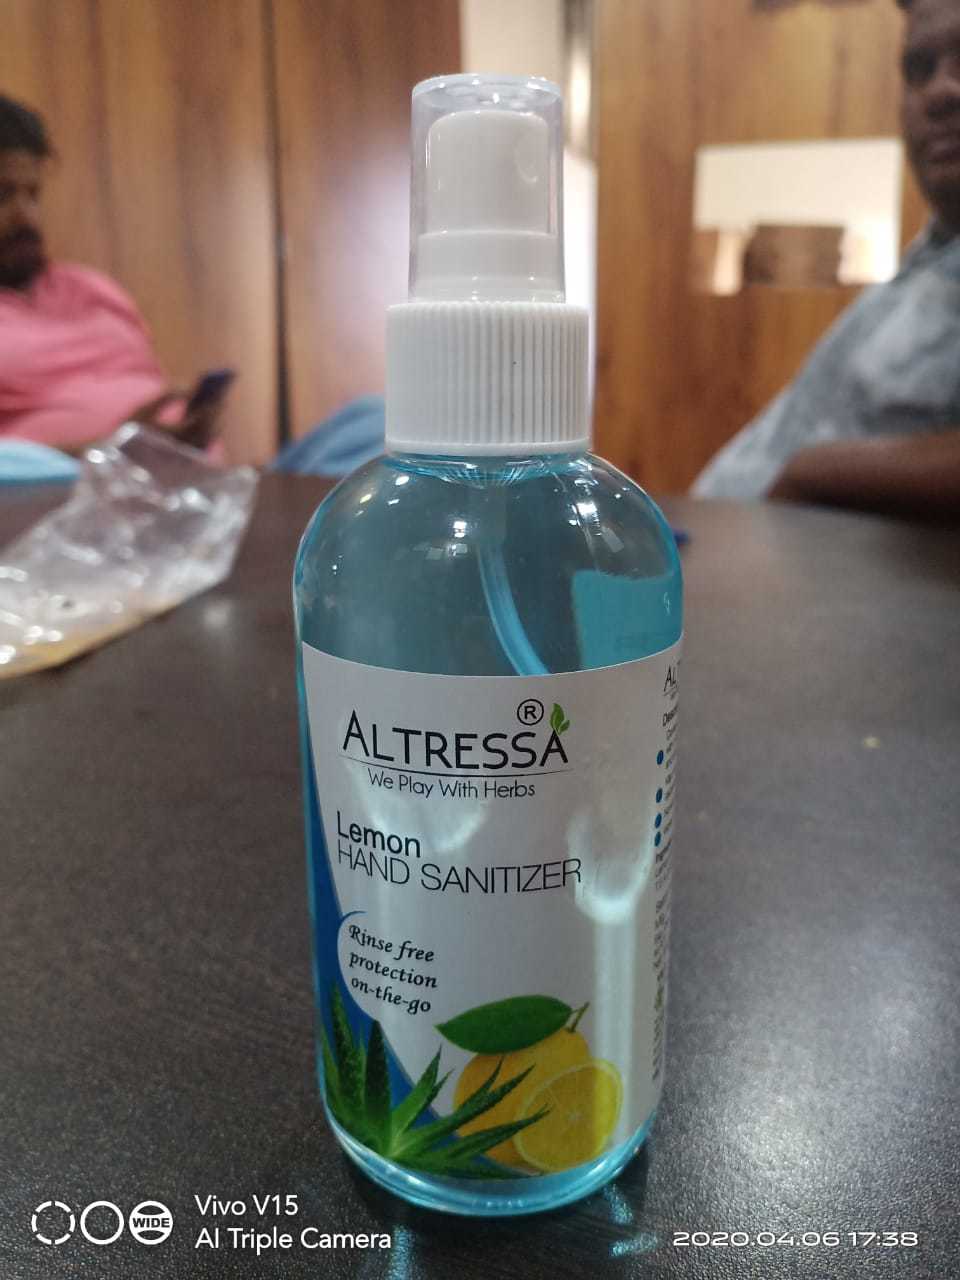 ALTRESSA
®
We Play With Herbs
Lemon
HAND SANITIZER
Rinse free
protection
on-the-go
WIDE
Vivo V15
AI Triple Camera
2020.04.06 17:38